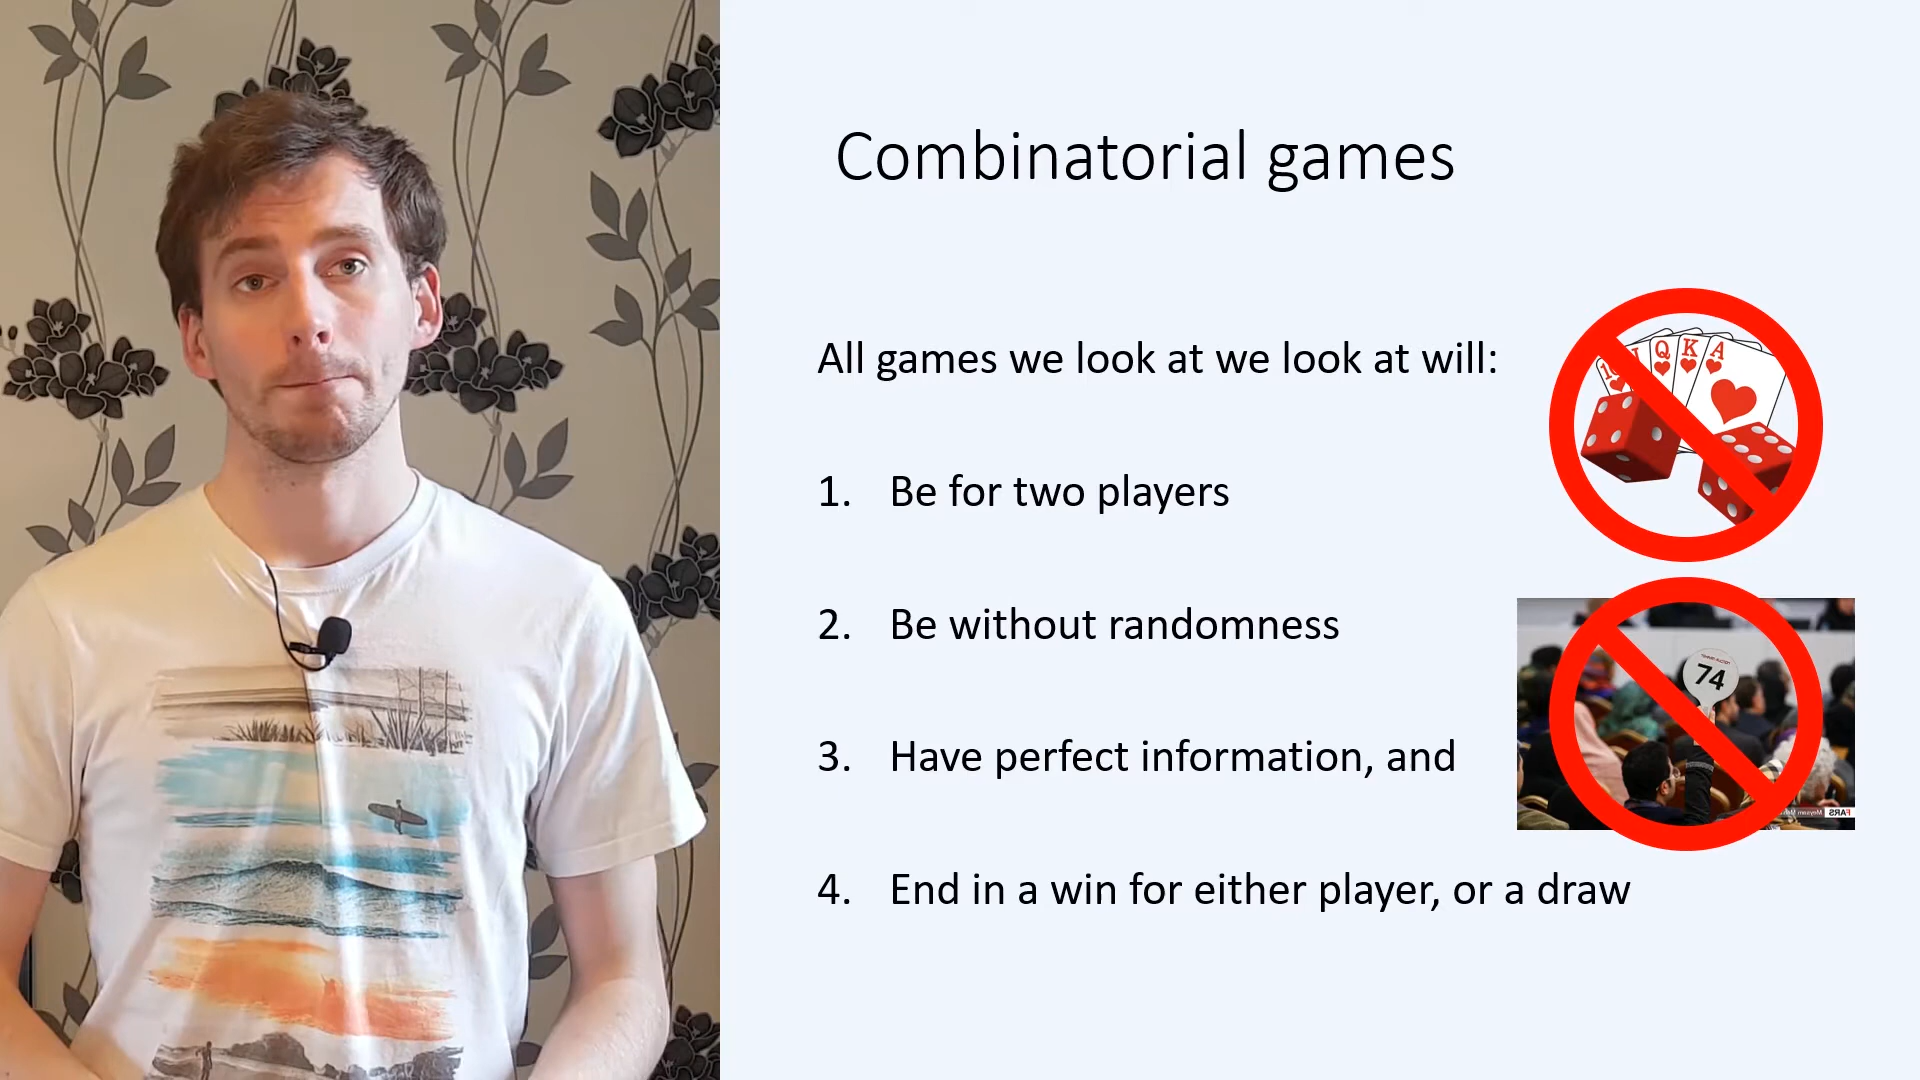 Combinatorial games
All games we look at we look at will:
1. Be for two players
2. Be without randomness
3. Have perfect information, and
4. End in a win for either player, or a draw
Q K A
74
FARS